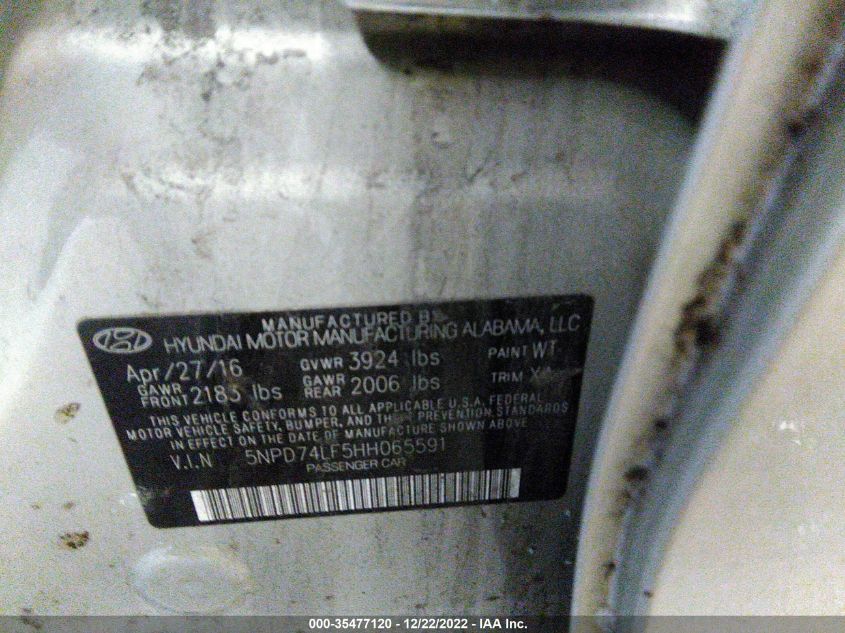 MANUFACTURED BY
HYUNDAI MOTOR MANUFACTURING ALABAMA, LLC
Apr/27/16 GVWR 3924 lbs PAINT WT
GAWR FRONT 2183 lbs GAWR REAR 2006 lbs TRIM
THIS VEHICLE CONFORMS TO ALL APPLICABLE U.S.A. FEDERAL
MOTOR VEHICLE SAFETY, BUMPER, AND THEFT PREVENTION STANDARDS
IN EFFECT ON THE DATE OF MANUFACTURE SHOWN ABOVE
V.I.N 5NPD74LF5HH065591
PASSENGER CAR
000-35477120 - 12/22/2022 - IAA Inc.